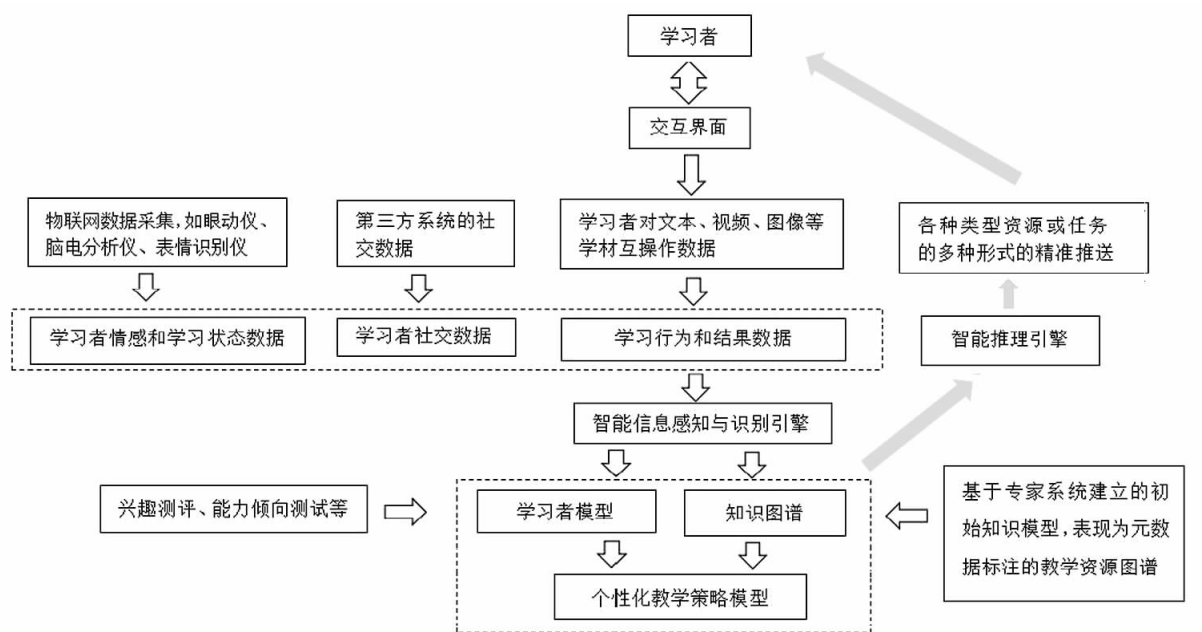 学习者
交互界面
物联网数据采集,如眼动仪、
脑电分析仪、表情识别仪
第三方系统的社
交数据
学习者对文本、视频、图像等
学材互操作数据
各种类型资源或任务
的多种形式的精准推送
学习者情感和学习状态数据
学习者社交数据
学习行为和结果数据
智能推理引擎
智能信息感知与识别引擎
兴趣测评、能力倾向测试等
学习者模型
知识图谱
基于专家系统建立的初
始知识模型,表现为元数
据标注的教学资源图谱
个性化教学策略模型